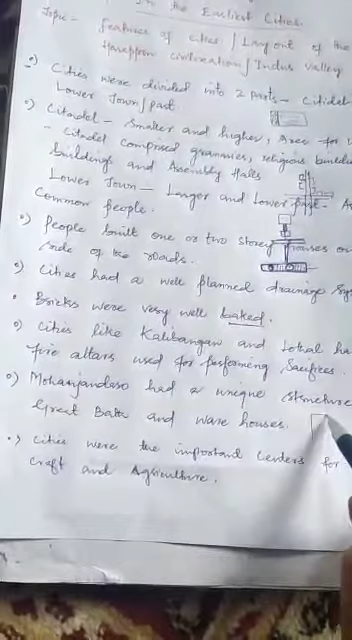 In the Earliest Cities
Topic - Features of cities / Layout of the
Harappan civilization / Indus Valley
Cities were divided into 2 parts - Citidel
Lower Town / part
Citadel - Smaller and higher, Area for
- Citadel comprosed granaries, religious
buildings and Assembly Halls
Lower Town - Larger and Lower part - A
common people.
People built one or two storey houses on
side of the roads.
Cities had a well planned drainage sys
Bricks were very well baked.
Cities like Kalibangan and Lothal ha
fire altars used for performing Sacrifices.
Mohanjandaso had a unique structure
Great Bath and ware houses.
Cities were the important Centers for
Craft and Agriculture.